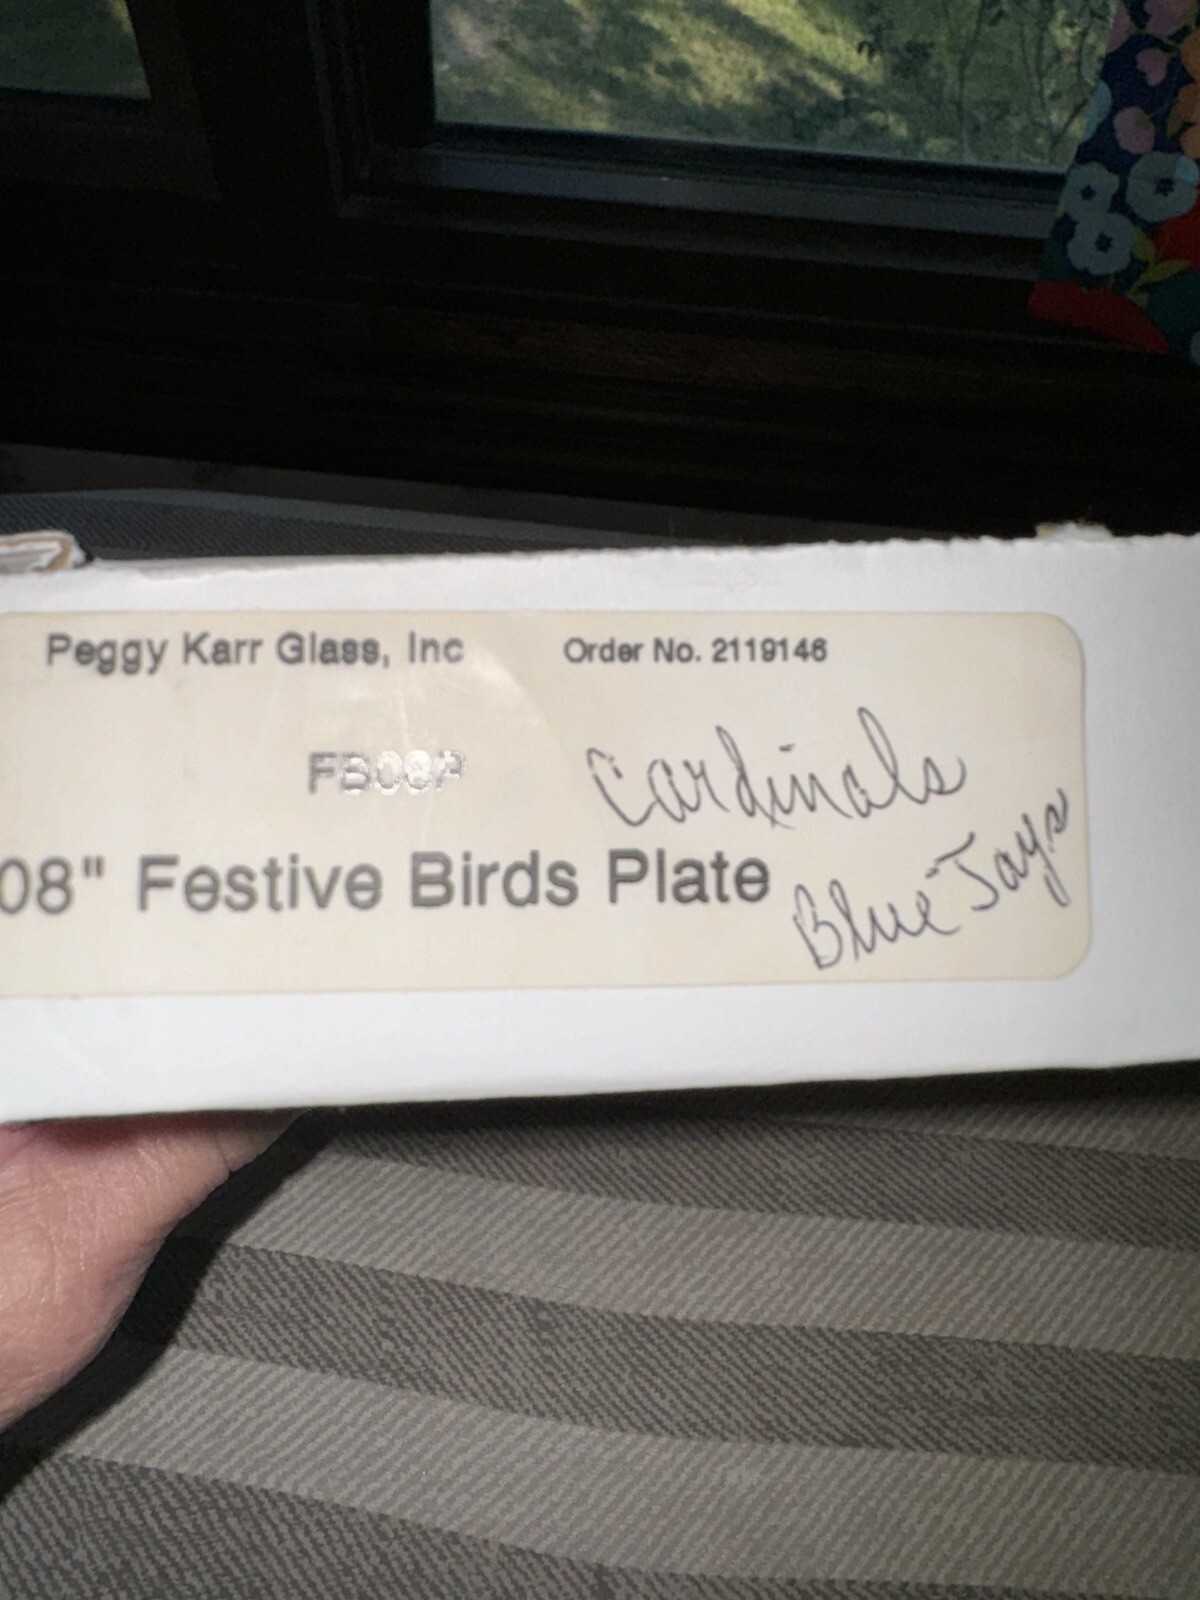 Peggy Karr Glass, Inc Order No. 2119146
FB08P
Cardinals
08" Festive Birds Plate
Blue Jays